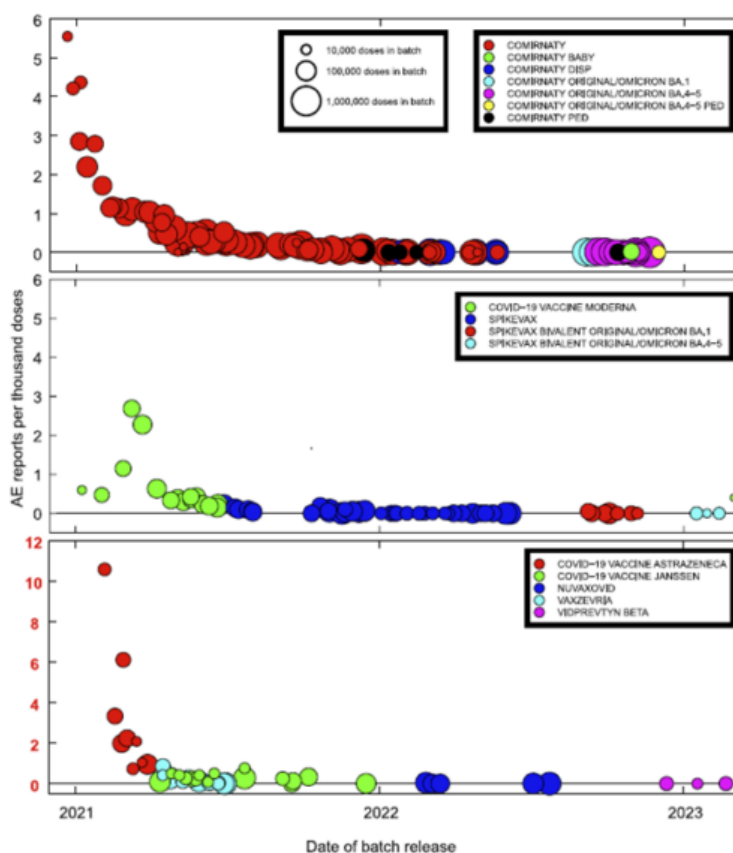 AE reports per thousand doses
6
5
4
3
2
1
0
10,000 doses in batch
100,000 doses in batch
1,000,000 doses in batch
COMIRNATY
COMIRNATY BABY
COMIRNATY DISP
COMIRNATY ORIGINAL/OMICRON BA.1
COMIRNATY ORIGINAL/OMICRON BA.4-5
COMIRNATY ORIGINAL/OMICRON BA.4-5 PED
COMIRNATY PED
6
5
4
3
2
1
0
COVID-19 VACCINE MODERNA
SPIKEVAX
SPIKEVAX BIVALENT ORIGINAL/OMICRON BA.1
SPIKEVAX BIVALENT ORIGINAL/OMICRON BA.4-5
12
10
8
6
4
2
0
COVID-19 VACCINE ASTRAZENECA
COVID-19 VACCINE JANSSEN
NUVAXOVID
VAXZEVRIA
VIDPREVTYN BETA
2021 2022 2023
Date of batch release